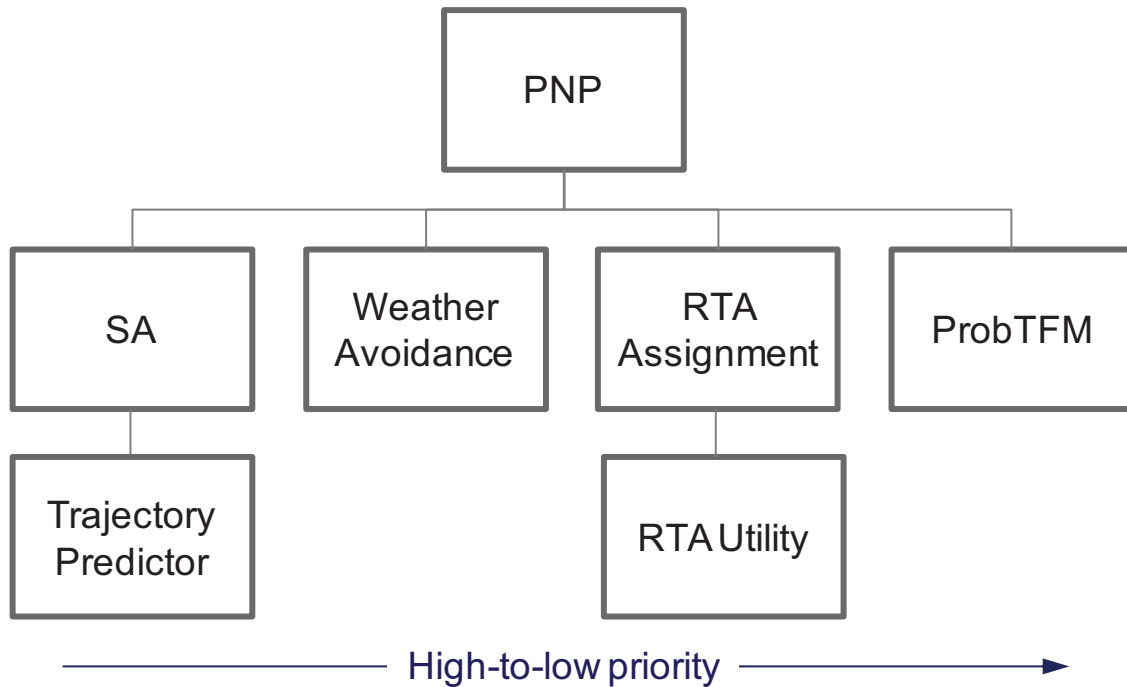 PNP
SA
Weather
Avoidance
RTA
Assignment
ProbTFM
Trajectory
Predictor
RTA Utility
High-to-low priority